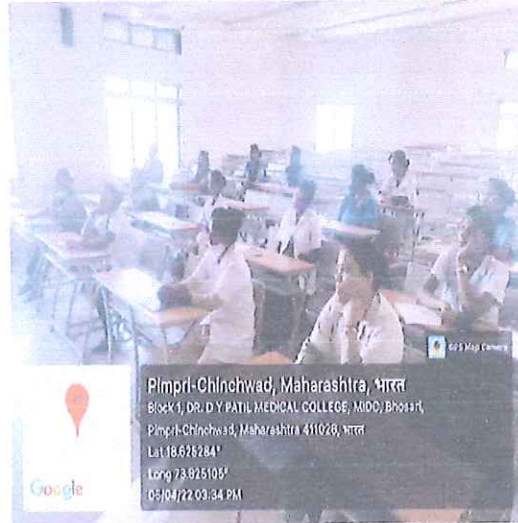 GPS Map Camera
Pimpri-Chinchwad, Maharashtra, भारत
Block 1, DR. D Y PATIL MEDICAL COLLEGE, MIDC, Bhosari,
Pimpri-Chinchwad, Maharashtra 411026, भारत
Lat 18.625284°
Long 73.825105°
05/04/22 03:34 PM
Google